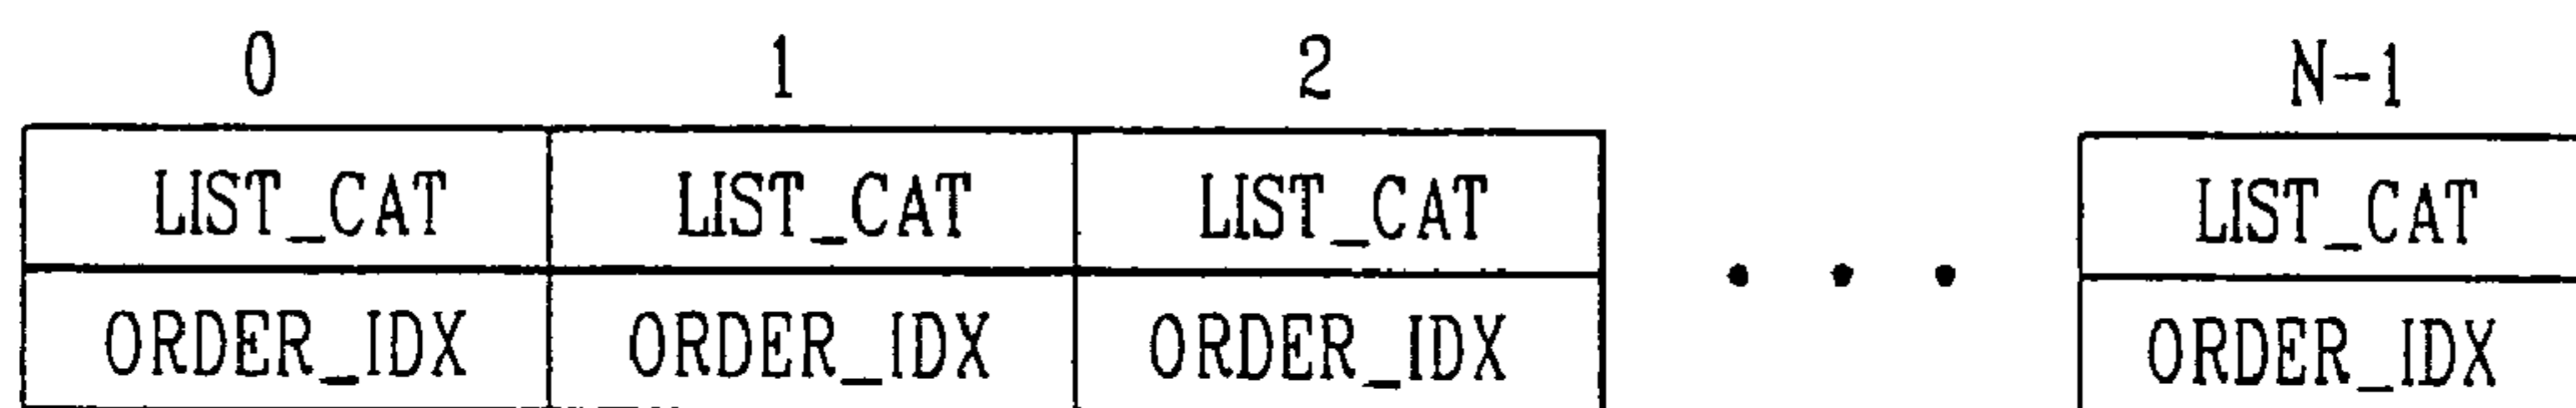 0 1 2 N-1
LIST_CAT LIST_CAT LIST_CAT LIST_CAT
ORDER_IDX ORDER_IDX ORDER_IDX • • • ORDER_IDX